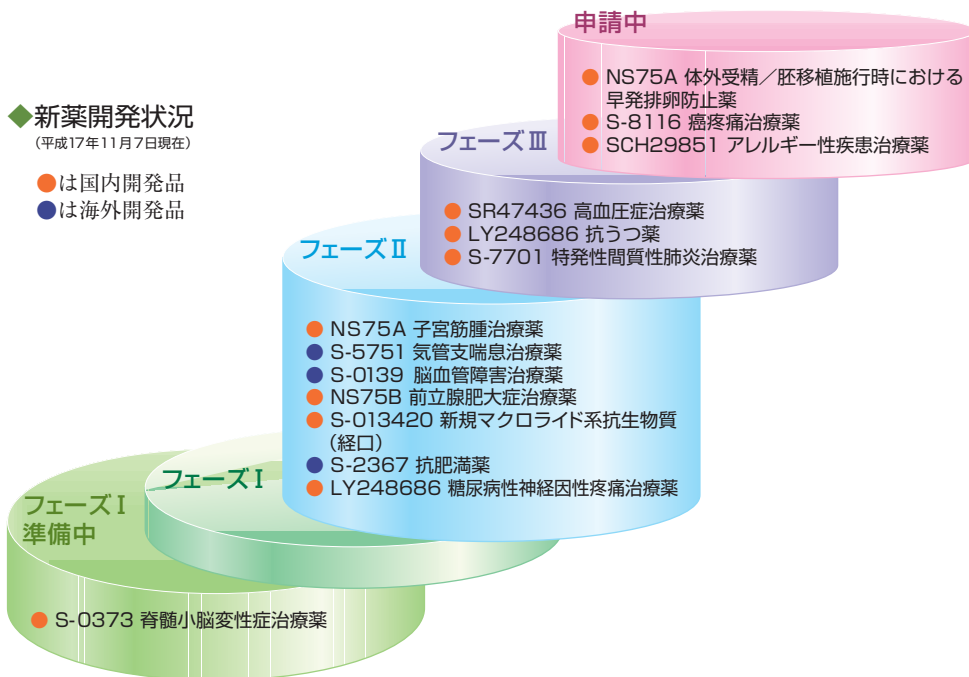 ◆新薬開発状況
(平成17年11月7日現在)
●は国内開発品
●は海外開発品
申請中
● NS75A 体外受精／胚移植施行時における
早発排卵防止薬
● S-8116 癌疼痛治療薬
● SCH29851 アレルギー性疾患治療薬
フェーズⅢ
● SR47436 高血圧症治療薬
● LY248686 抗うつ薬
● S-7701 特発性間質性肺炎治療薬
フェーズⅡ
● NS75A 子宮筋腫治療薬
● S-5751 気管支喘息治療薬
● S-0139 脳血管障害治療薬
● NS75B 前立腺肥大症治療薬
● S-013420 新規マクロライド系抗生物質
（経口）
● S-2367 抗肥満薬
● LY248686 糖尿病性神経因性疼痛治療薬
フェーズⅠ
フェーズⅠ
準備中
● S-0373 脊髄小脳変性症治療薬